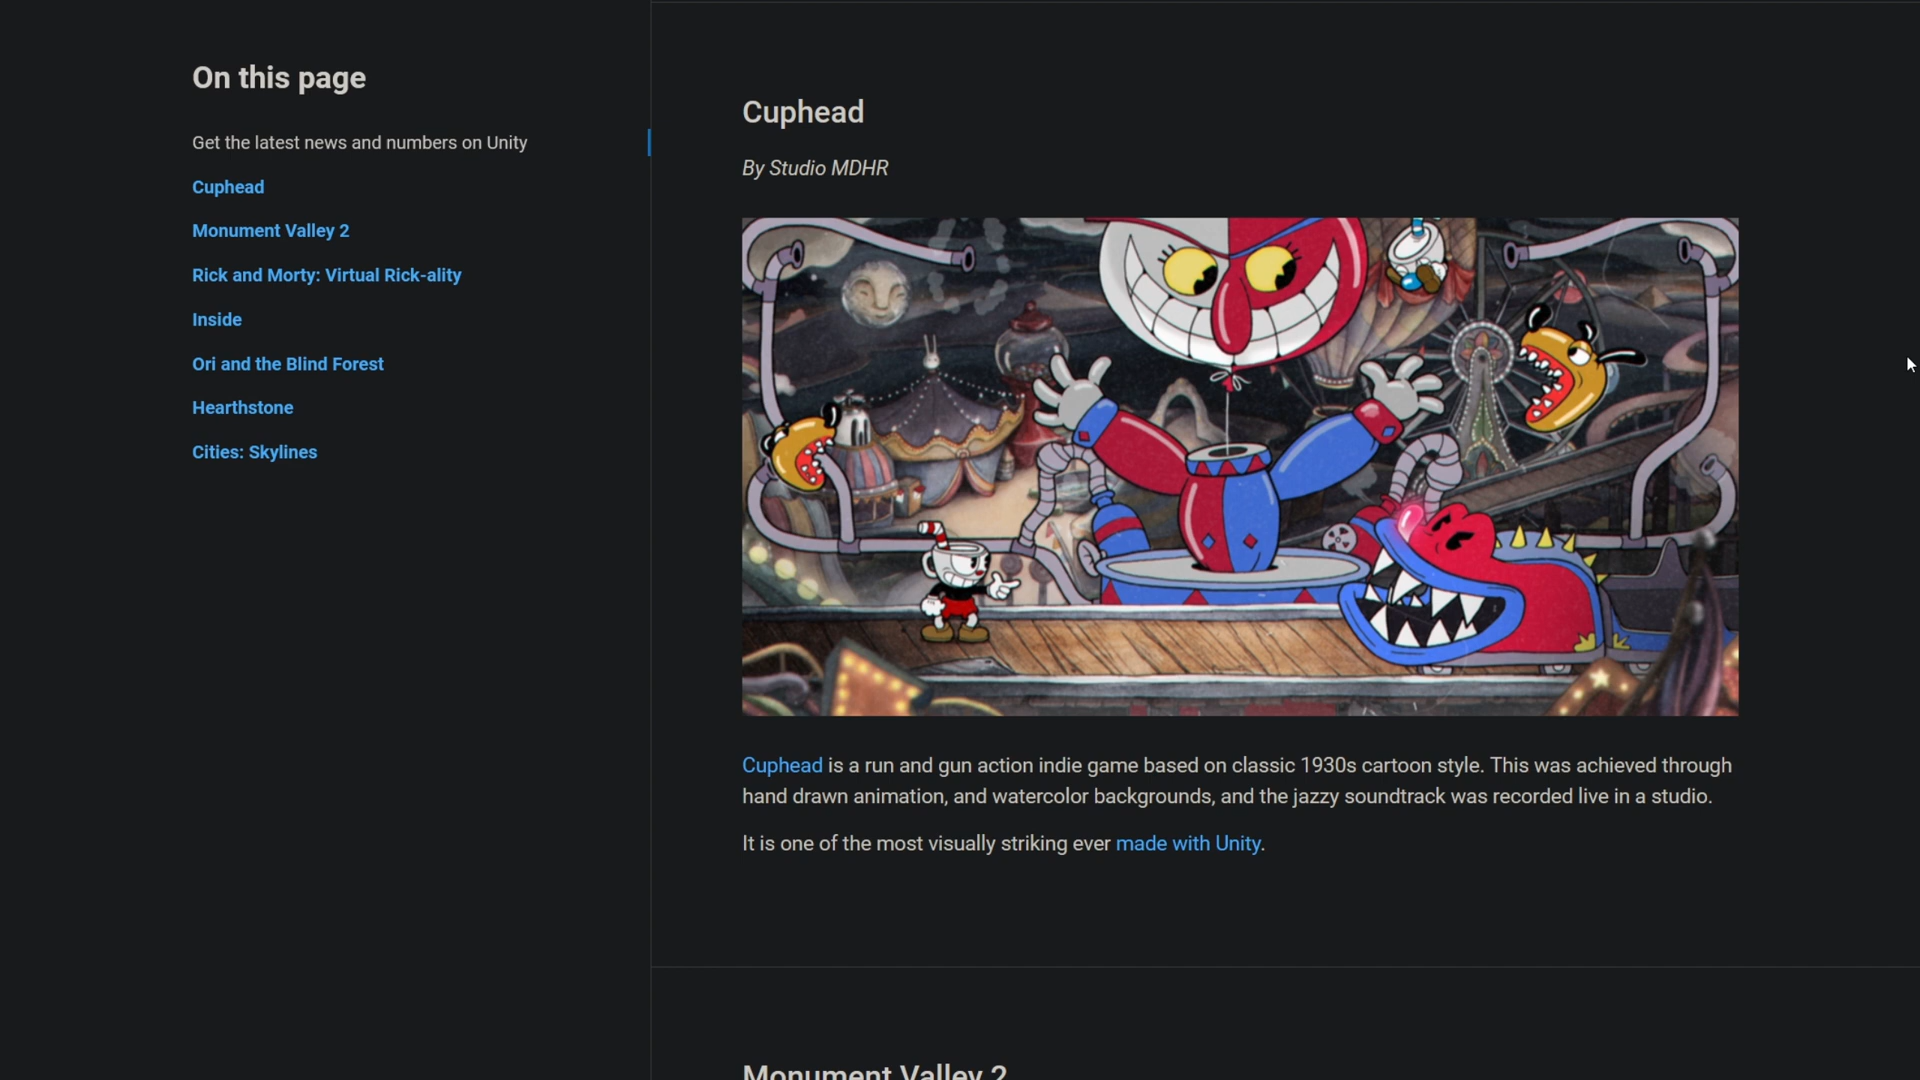 On this page
Get the latest news and numbers on Unity
Cuphead
Monument Valley 2
Rick and Morty: Virtual Rick-ality
Inside
Ori and the Blind Forest
Hearthstone
Cities: Skylines
Cuphead
By Studio MDHR
Cuphead is a run and gun action indie game based on classic 1930s cartoon style. This was achieved through
hand drawn animation, and watercolor backgrounds, and the jazzy soundtrack was recorded live in a studio.
It is one of the most visually striking ever made with Unity.
Monument Valley 2